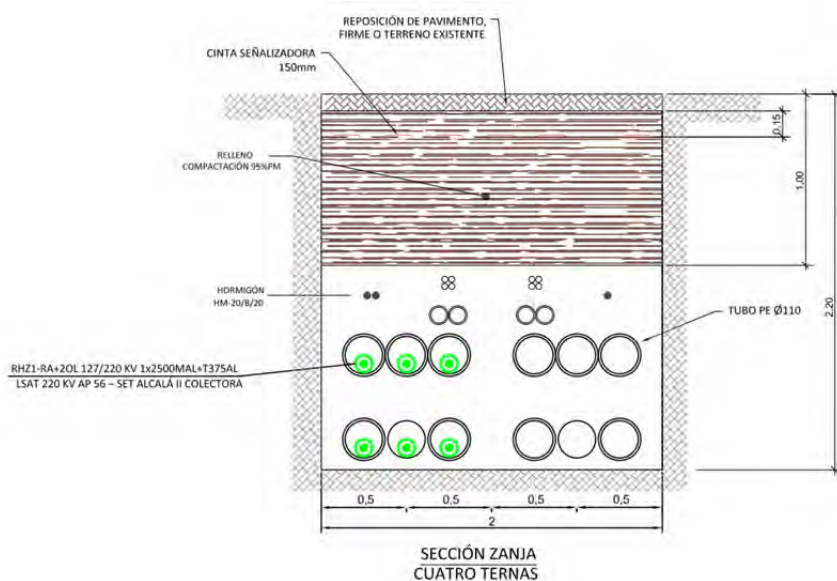 REPOSICIÓN DE PAVIMENTO,
FIRME O TERRENO EXISTENTE
CINTA SEÑALIZADORA
150mm
0,15
RELLENO
COMPACTACIÓN 95%PM
1,00
HORMIGÓN
HM-20/B/20
2,20
TUBO PE Ø110
RHZ1-RA+2OL 127/220 KV 1x2500MAL+T375AL
LSAT 220 KV AP 56 – SET ALCALÁ II COLECTORA
0,5
0,5
0,5
0,5
2
SECCIÓN ZANJA
CUATRO TERNAS